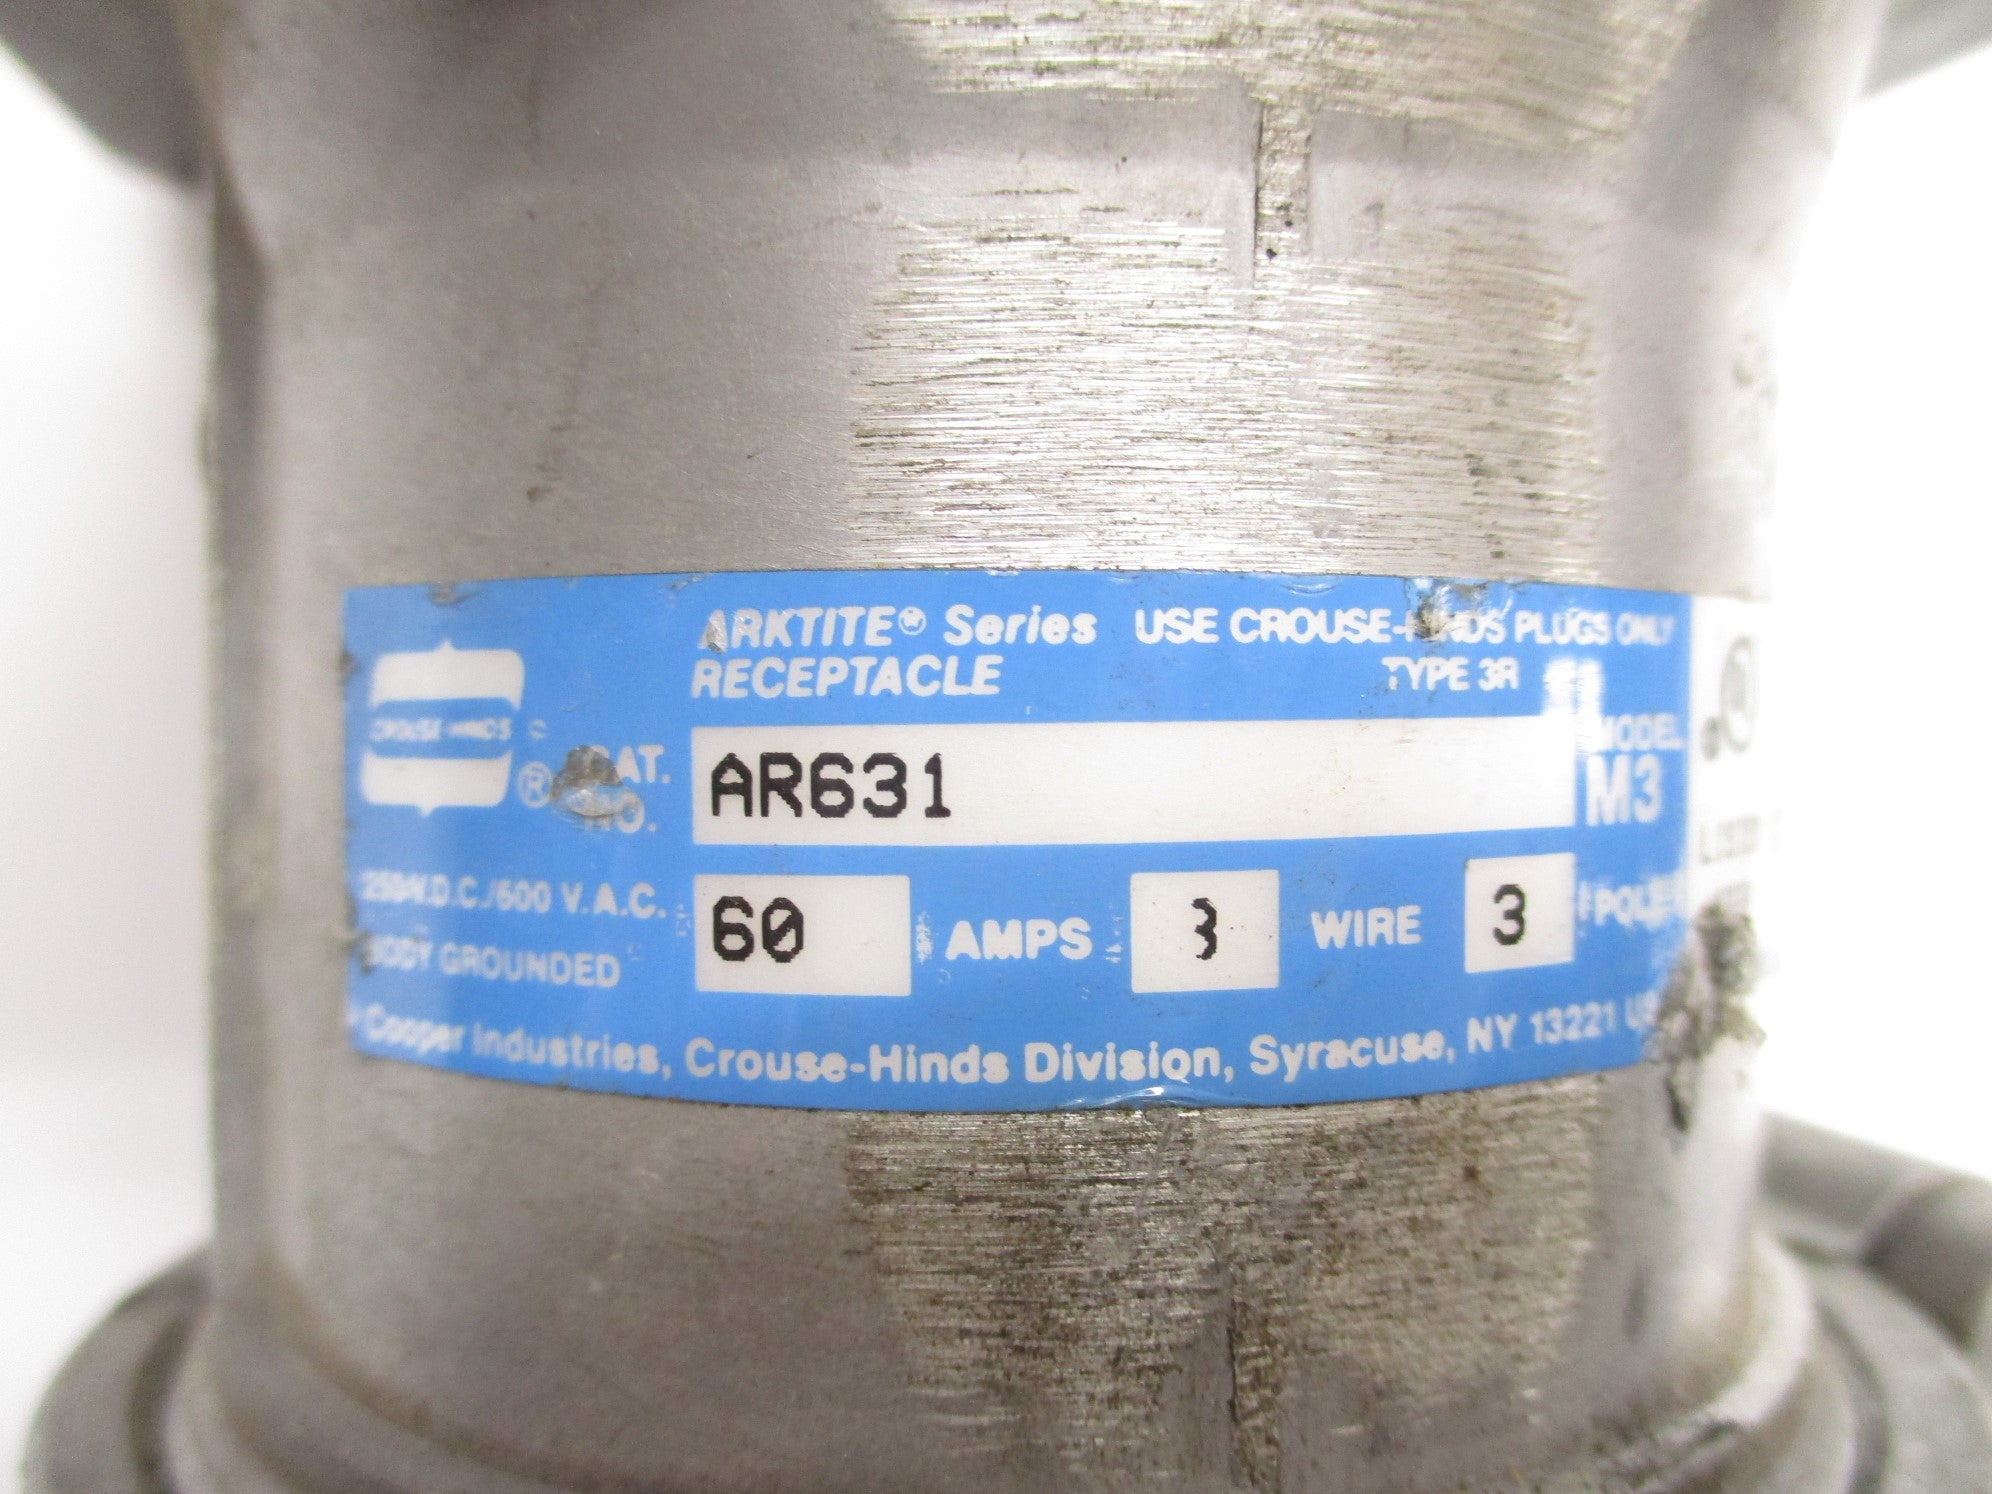 ARKTITE® Series USE CROUSE-HINDS PLUGS ONLY
RECEPTACLE TYPE 3R
CROUSE-HINDS
®
CAT. NO. AR631 MODEL M3
250V.D.C./600 V.A.C. 60 AMPS 3 WIRE 3 POLE
BODY GROUNDED
Cooper Industries, Crouse-Hinds Division, Syracuse, NY 13221